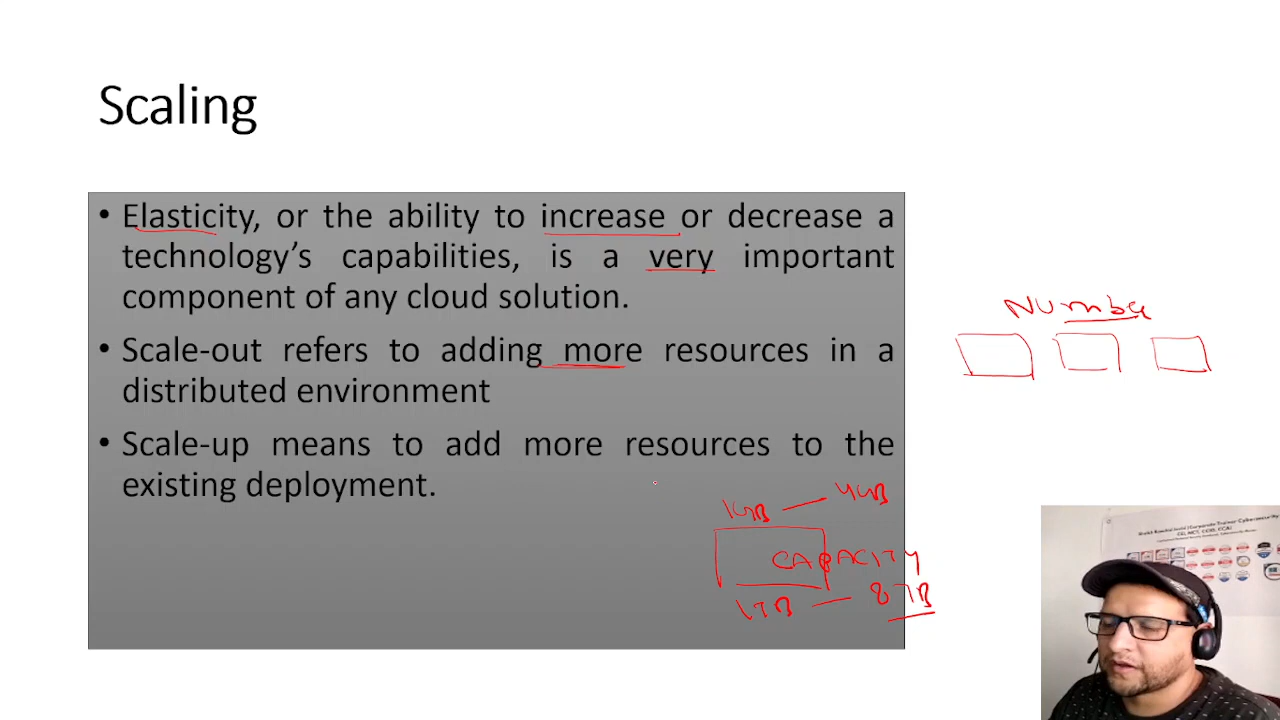 Scaling
• Elasticity, or the ability to increase or decrease a
technology's capabilities, is a very important
component of any cloud solution.
• Scale-out refers to adding more resources in a
distributed environment
• Scale-up means to add more resources to the
existing deployment.
Number
1GB — 4GB
CAPACITY
1TB — 8TB